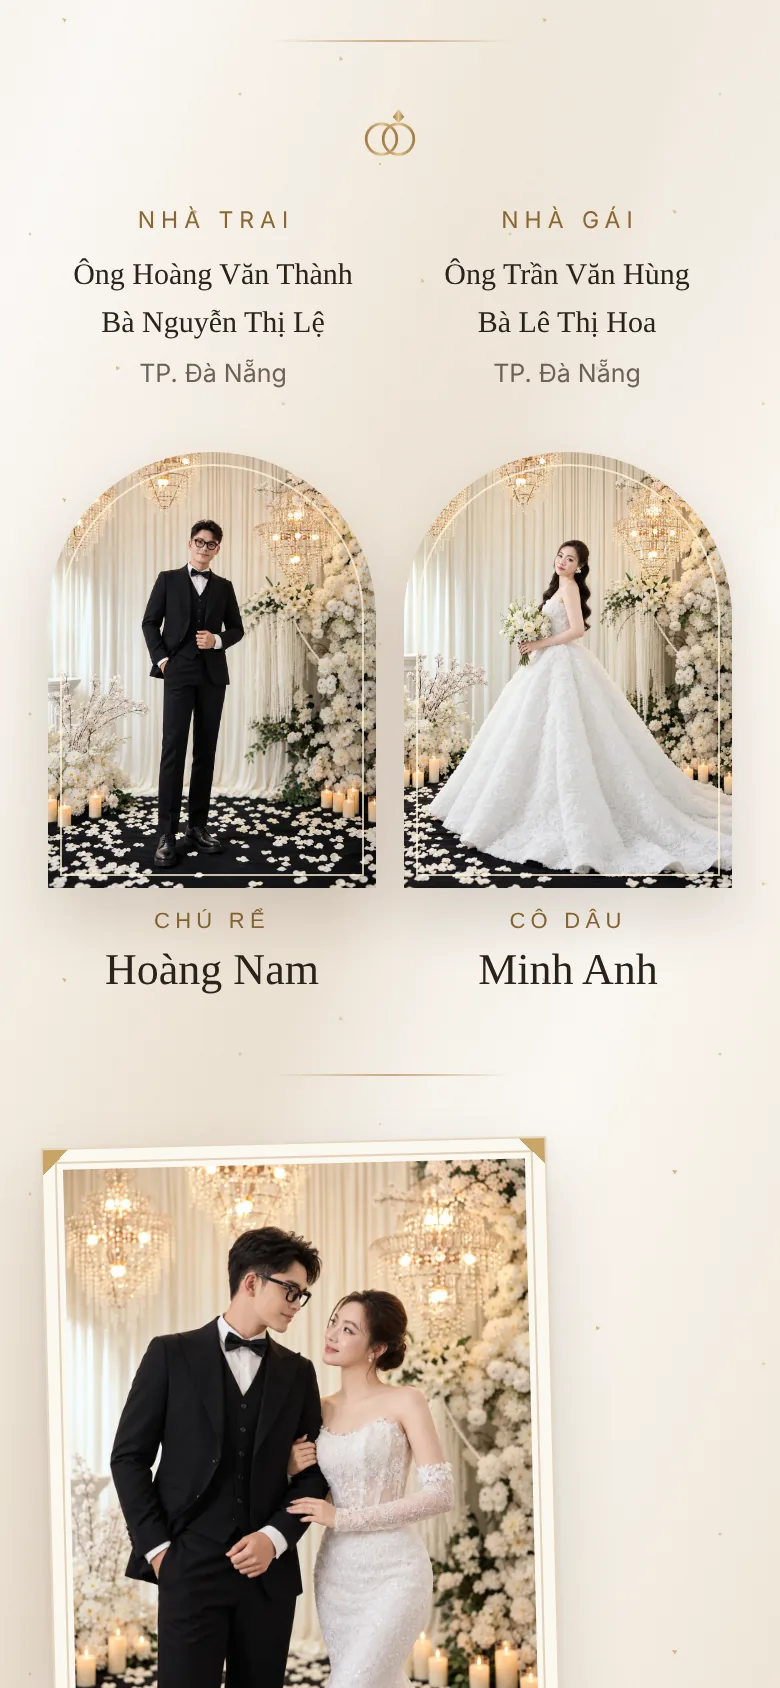 NHÀ TRAI
Ông Hoàng Văn Thành
Bà Nguyễn Thị Lệ
TP. Đà Nẵng
NHÀ GÁI
Ông Trần Văn Hùng
Bà Lê Thị Hoa
TP. Đà Nẵng
CHÚ RỂ
Hoàng Nam
CÔ DÂU
Minh Anh